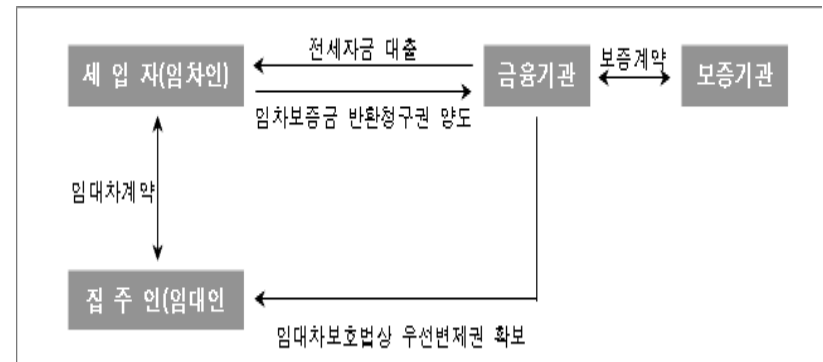 전세자금 대출
보증계약
세 입 자(임차인)
금융기관
보증기관
임차보증금 반환청구권 양도
임대차계약
집 주 인(임대인
임대차보호법상 우선변제권 확보